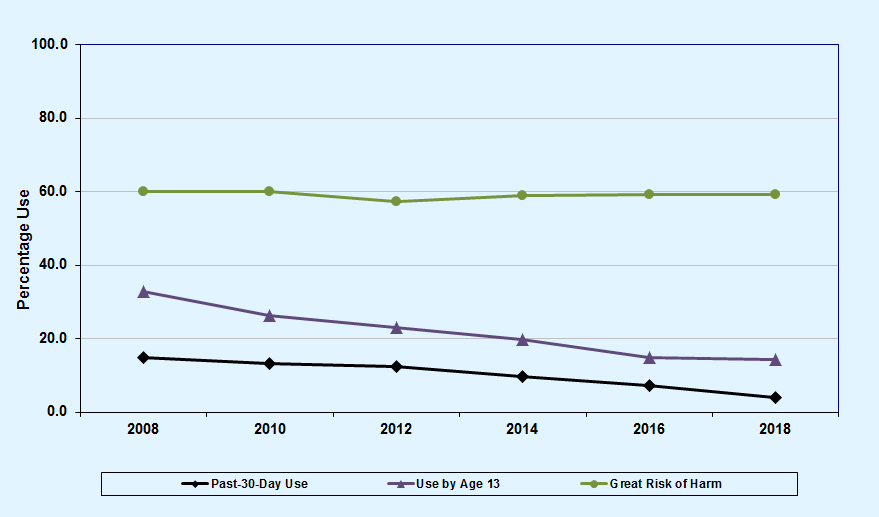 100.0
80.0
60.0
40.0
20.0
0.0
Percentage Use
2008 2010 2012 2014 2016 2018
Past-30-Day Use Use by Age 13 Great Risk of Harm